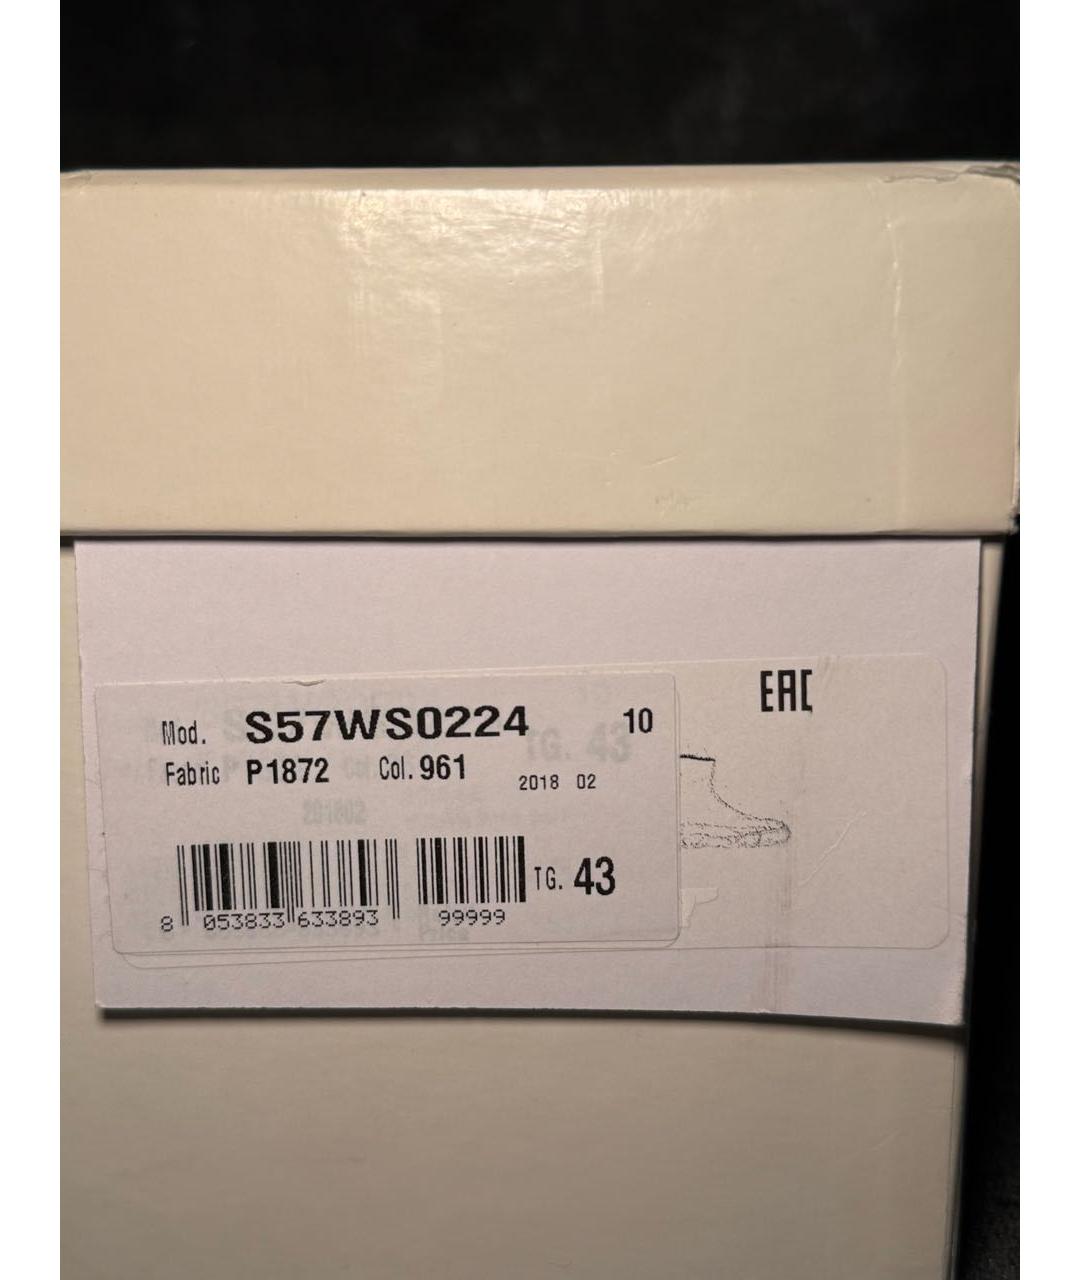 EAC
Mod. S57WS0224 10
Fabric P1872 Col. 961 2018 02
TG. 43
8 053833 633893 99999